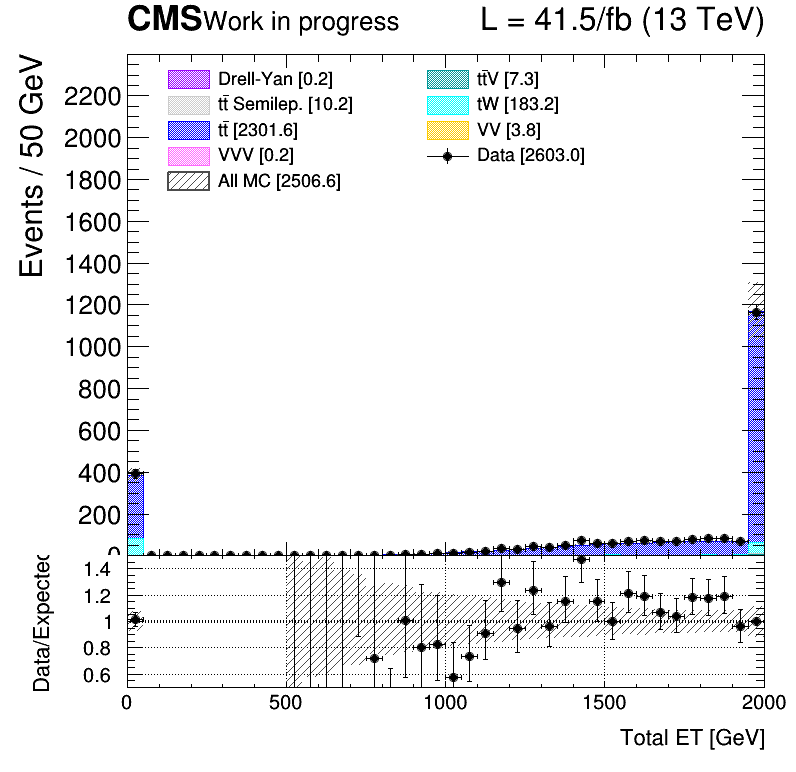 CMS Work in progress L = 41.5/fb (13 TeV)
Events / 50 GeV
Drell-Yan [0.2]
tt̄ Semilep. [10.2]
tt̄ [2301.6]
VVV [0.2]
All MC [2506.6]
tt̄V [7.3]
tW [183.2]
VV [3.8]
Data [2603.0]
2200
2000
1800
1600
1400
1200
1000
800
600
400
200
0
Data/Expected
1.4
1.2
1
0.8
0.6
0 500 1000 1500 2000
Total ET [GeV]